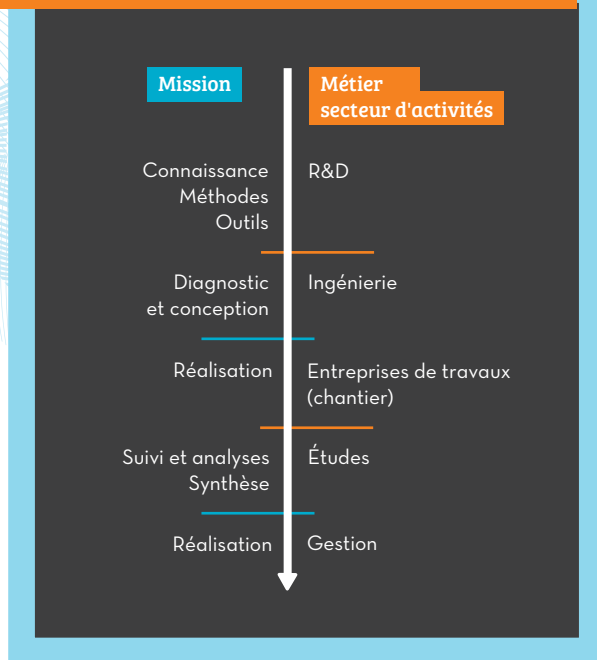 Mission
Métier
secteur d'activités
Connaissance
Méthodes
Outils
R&D
Diagnostic
et conception
Ingénierie
Réalisation
Entreprises de travaux
(chantier)
Suivi et analyses
Synthèse
Études
Réalisation
Gestion